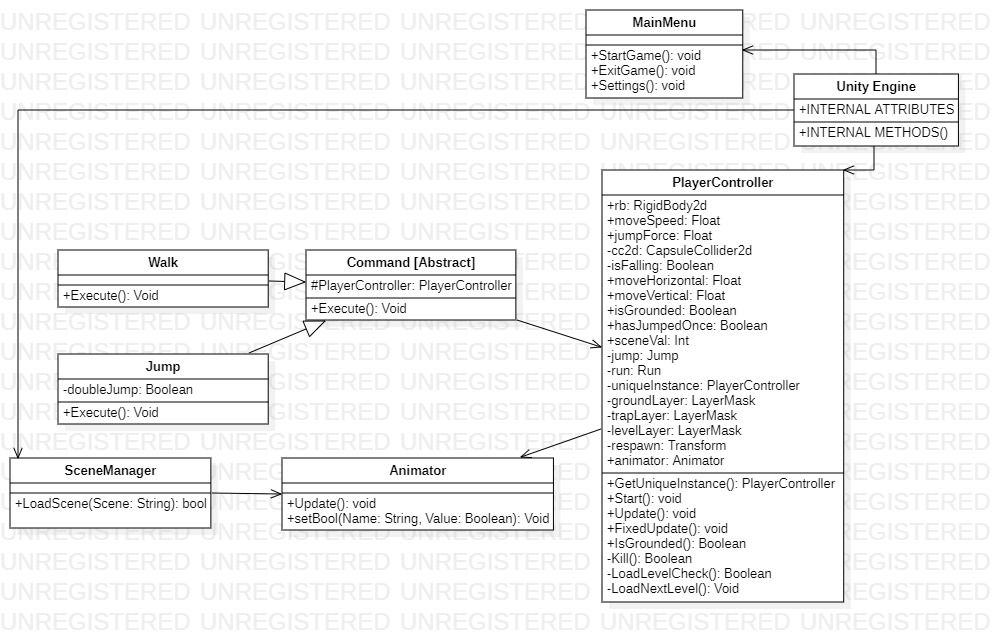 MainMenu
+StartGame(): void
+ExitGame(): void
+Settings(): void
Unity Engine
+INTERNAL ATTRIBUTES
+INTERNAL METHODS()
PlayerController
+rb: RigidBody2d
+moveSpeed: Float
+jumpForce: Float
-cc2d: CapsuleCollider2d
-isFalling: Boolean
+moveHorizontal: Float
+moveVertical: Float
+isGrounded: Boolean
+hasJumpedOnce: Boolean
+sceneVal: Int
-jump: Jump
-run: Run
-uniqueInstance: PlayerController
-groundLayer: LayerMask
-trapLayer: LayerMask
-levelLayer: LayerMask
-respawn: Transform
+animator: Animator
+GetUniqueInstance(): PlayerController
+Start(): void
+Update(): void
+FixedUpdate(): void
+IsGrounded(): Boolean
-Kill(): Boolean
-LoadLevelCheck(): Boolean
-LoadNextLevel(): Void
Walk
+Execute(): Void
Command [Abstract]
#PlayerController: PlayerController
+Execute(): Void
Jump
-doubleJump: Boolean
+Execute(): Void
SceneManager
+LoadScene(Scene: String): bool
Animator
+Update(): void
+setBool(Name: String, Value: Boolean): Void
UNREGISTERED